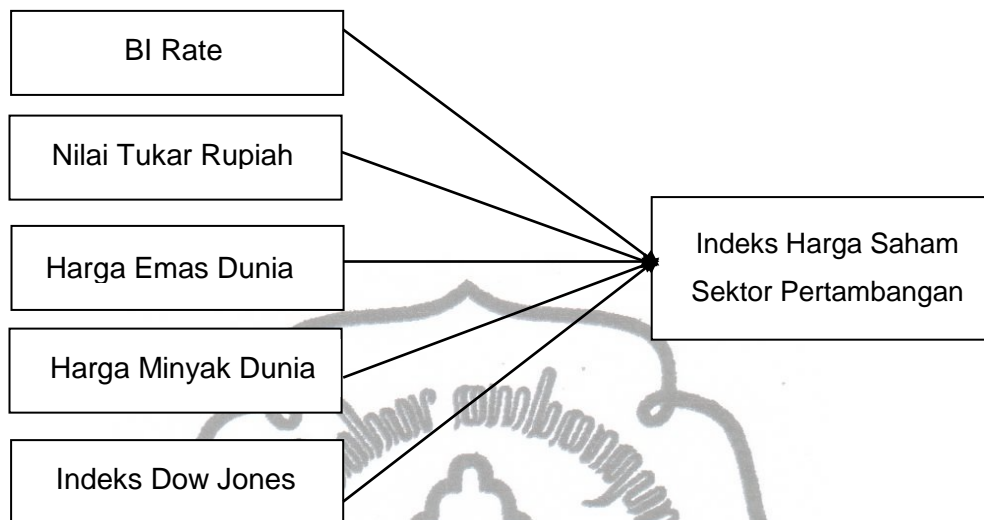 BI Rate
Nilai Tukar Rupiah
Harga Emas Dunia
Harga Minyak Dunia
Indeks Dow Jones
Indeks Harga Saham
Sektor Pertambangan